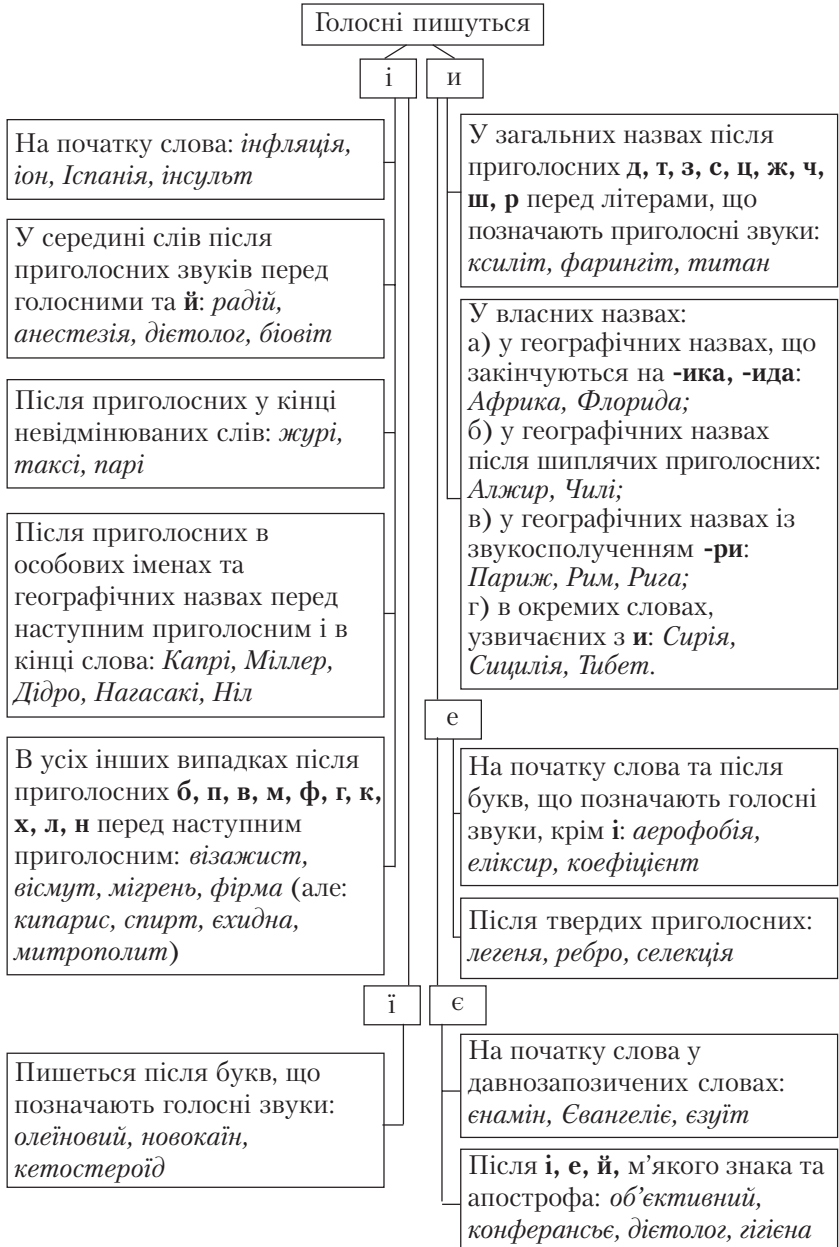 Голосні пишуться
і
На початку слова: інфляція,
іон, Іспанія, інсульт
У середині слів після
приголосних звуків перед
голосними та й: радій,
анестезія, дієтолог, біовіт
Після приголосних у кінці
невідмінюваних слів: журі,
таксі, парі
Після приголосних в
особових іменах та
географічних назвах перед
наступним приголосним і в
кінці слова: Капрі, Міллер,
Дідро, Нагасакі, Ніл
В усіх інших випадках після
приголосних б, п, в, м, ф, г, к,
х, л, н перед наступним
приголосним: візажист,
вісмут, мігрень, фірма (але:
кипарис, спирт, єхидна,
митрополит)
и
У загальних назвах після
приголосних д, т, з, с, ц, ж, ч,
ш, р перед літерами, що
позначають приголосні звуки:
ксиліт, фарингіт, титан
У власних назвах:
а) у географічних назвах, що
закінчуються на -ика, -ида:
Африка, Флорида;
б) у географічних назвах
після шиплячих приголосних:
Алжир, Чилі;
в) у географічних назвах із
звукосполученням -ри:
Париж, Рим, Рига;
г) в окремих словах,
узвичаєних з и: Сирія,
Сицилія, Тибет.
е
На початку слова та після
букв, що позначають голосні
звуки, крім і: аерофобія,
еліксир, коефіцієнт
Після твердих приголосних:
легеня, ребро, селекція
ї
Пишеться після букв, що
позначають голосні звуки:
олеїновий, новокаїн,
кетостероїд
є
На початку слова у
давнозапозичених словах:
єнамін, Євангеліє, єзуїт
Після і, е, й, м’якого знака та
апострофа: об’єктивний,
конферансьє, дієтолог, гігієна